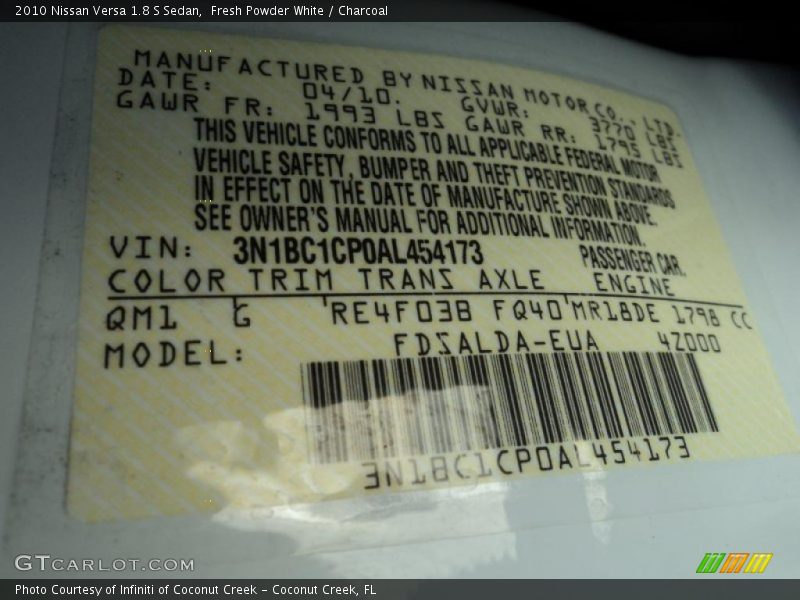 2010 Nissan Versa 1.8 S Sedan, Fresh Powder White / Charcoal
MANUFACTURED BY NISSAN MOTOR CO., LTD.
DATE: 04/10. GVWR: 3770 LBS
GAWR FR: 1993 LBS GAWR RR: 1795 LBS
THIS VEHICLE CONFORMS TO ALL APPLICABLE FEDERAL MOTOR
VEHICLE SAFETY, BUMPER AND THEFT PREVENTION STANDARDS
IN EFFECT ON THE DATE OF MANUFACTURE SHOWN ABOVE.
SEE OWNER'S MANUAL FOR ADDITIONAL INFORMATION.
VIN: 3N1BC1CP0AL454173 PASSENGER CAR.
COLOR TRIM TRANS AXLE ENGINE
QM1 G RE4F03B FQ40 MR18DE 1798 CC
MODEL: FDSALDA-EUA 4Z000
3N1BC1CP0AL454173
GTCARLOT.COM
Photo Courtesy of Infiniti of Coconut Creek – Coconut Creek, FL